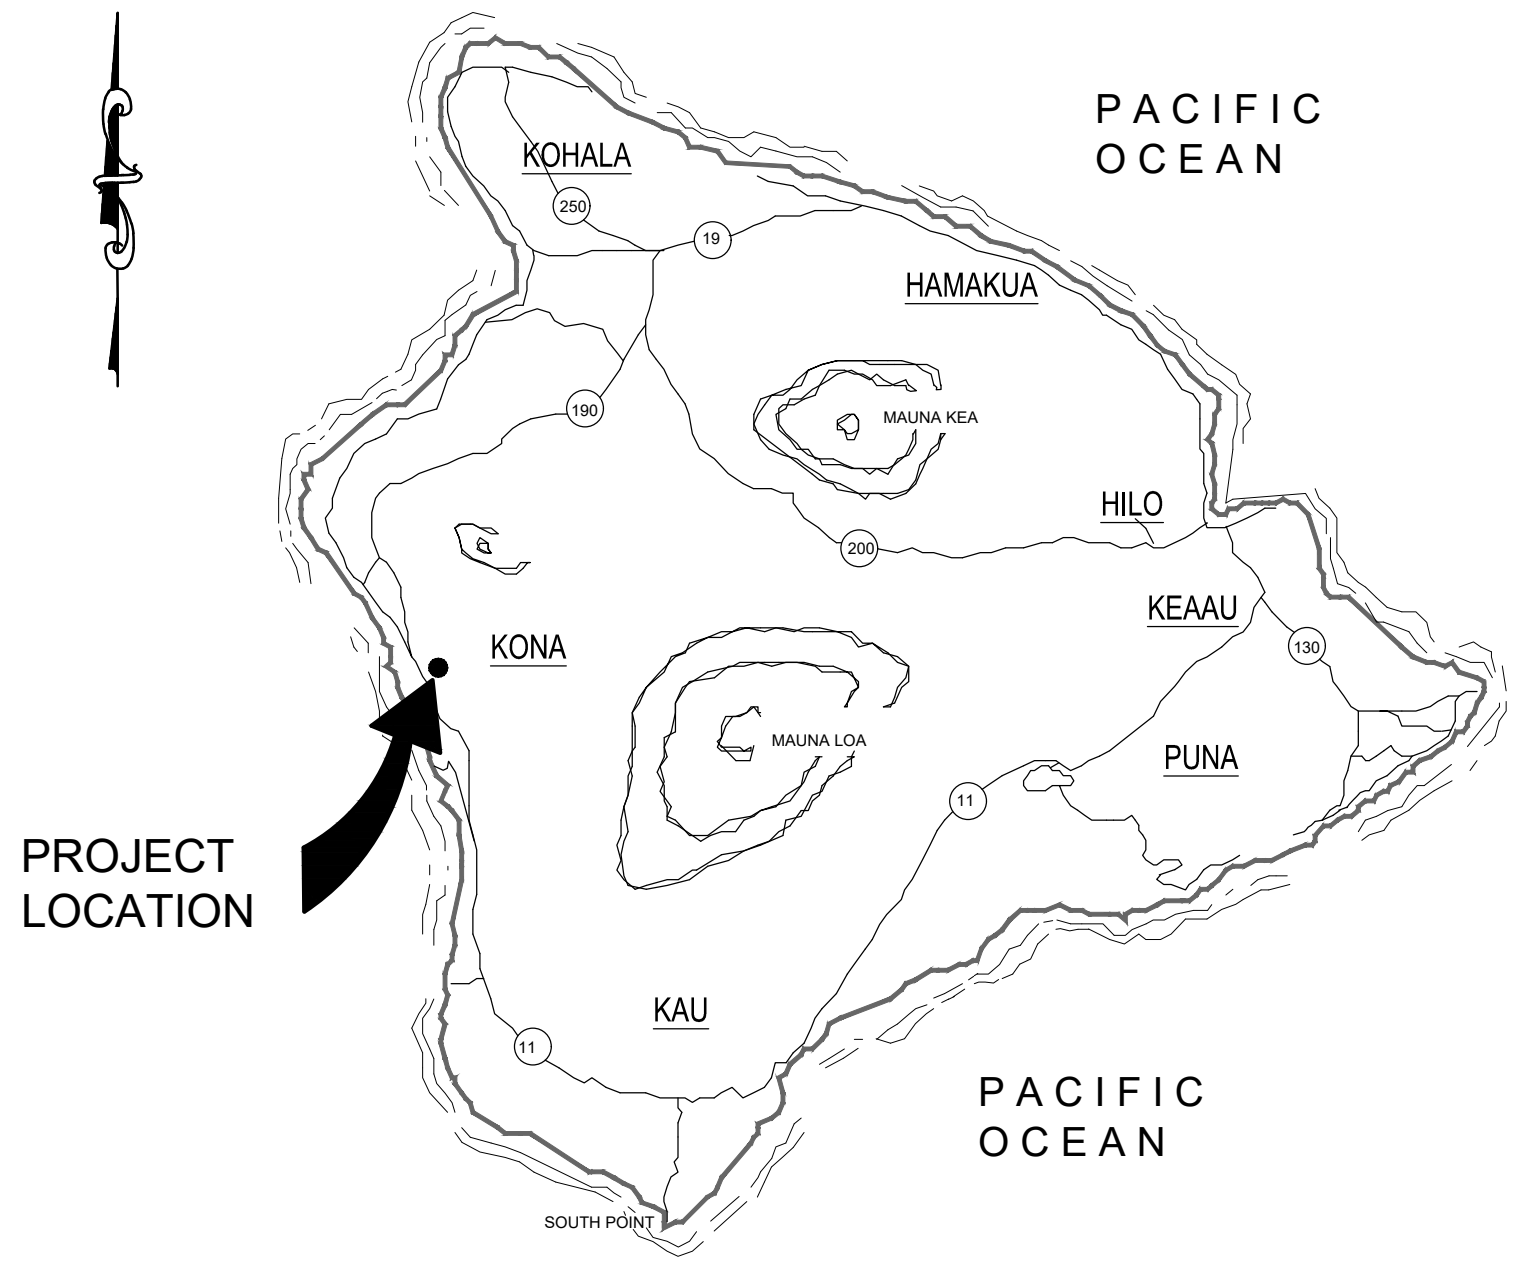 PACIFIC
OCEAN
KOHALA
250
19
HAMAKUA
190
MAUNA KEA
HILO
200
KEAAU
KONA
130
MAUNA LOA
PUNA
11
PROJECT
LOCATION
KAU
11
PACIFIC
OCEAN
SOUTH POINT